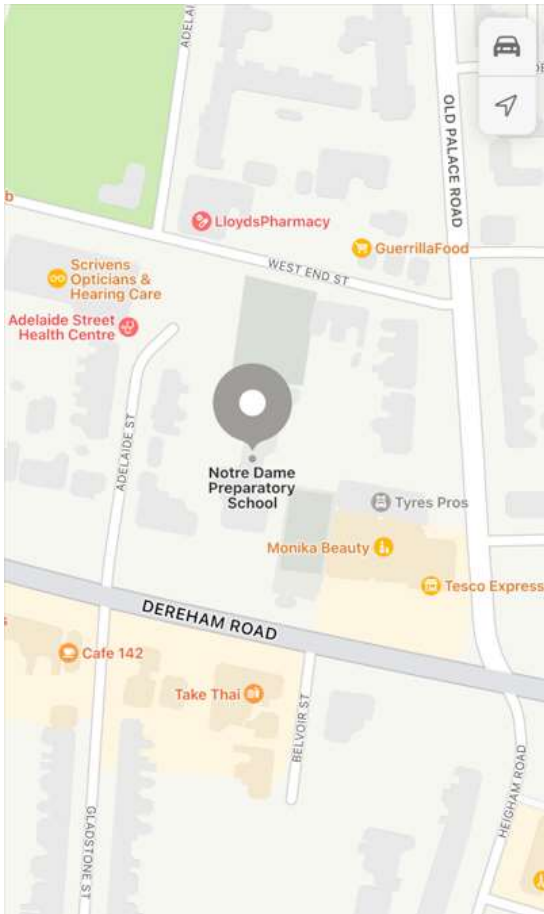 ADELAI
OLD PALACE ROAD
DE
b
LloydsPharmacy
GuerrillaFood
WEST END ST
Scrivens
Opticians &
Hearing Care
Adelaide Street
Health Centre
ADELAIDE ST
Notre Dame
Preparatory
School
Tyres Pros
Monika Beauty
Tesco Express
DEREHAM ROAD
s
Cafe 142
Take Thai
BELVOIR ST
HEIGHAM ROAD
GLADSTONE ST